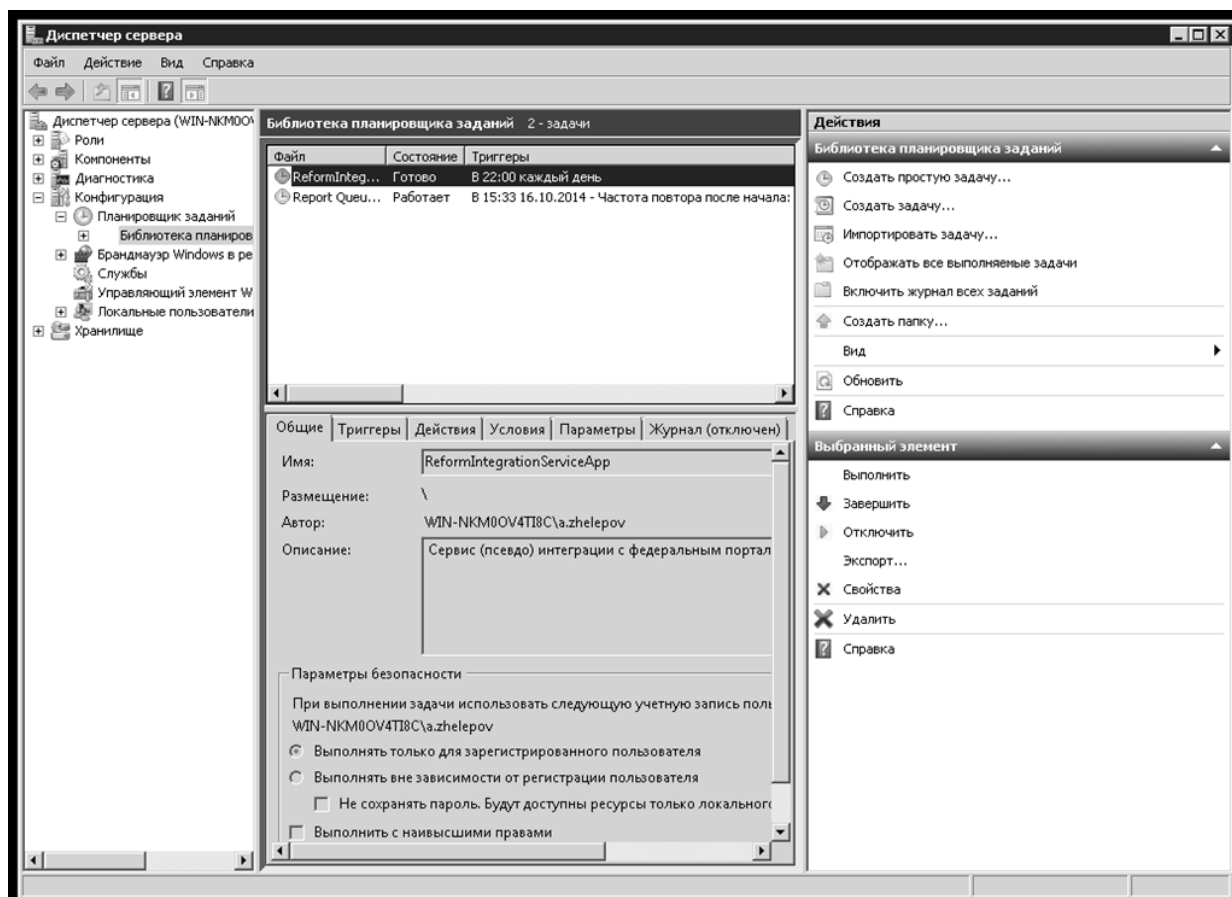 Диспетчер сервера
Файл Действие Вид Справка
Диспетчер сервера (WIN-NKM0OV
Роли
Компоненты
Диагностика
Конфигурация
Планировщик заданий
Библиотека планиров
Брандмауэр Windows в ре
Службы
Управляющий элемент W
Локальные пользователи
Хранилище
Библиотека планировщика заданий 2 - задачи
Файл Состояние Триггеры
ReformInteg... Готово В 22:00 каждый день
Report Queu... Работает В 15:33 16.10.2014 - Частота повтора после начала:
Общие Триггеры Действия Условия Параметры Журнал (отключен)
Имя: ReformIntegrationServiceApp
Размещение: \
Автор: WIN-NKM0OV4TI8C\a.zhelepov
Описание: Сервис (псевдо) интеграции с федеральным портал
Параметры безопасности
При выполнении задачи использовать следующую учетную запись поль
WIN-NKM0OV4TI8C\a.zhelepov
Выполнять только для зарегистрированного пользователя
Выполнять вне зависимости от регистрации пользователя
Не сохранять пароль. Будут доступны ресурсы только локального
Выполнить с наивысшими правами
Действия
Библиотека планировщика заданий
Создать простую задачу...
Создать задачу...
Импортировать задачу...
Отображать все выполняемые задачи
Включить журнал всех заданий
Создать папку...
Вид
Обновить
Справка
Выбранный элемент
Выполнить
Завершить
Отключить
Экспорт...
Свойства
Удалить
Справка